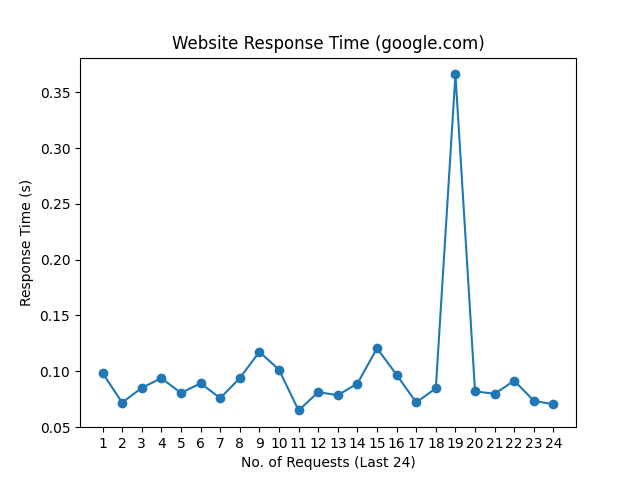 Website Response Time (google.com)
0.35
0.30
0.25
0.20
0.15
0.10
0.05
Response Time (s)
1 2 3 4 5 6 7 8 9 10 11 12 13 14 15 16 17 18 19 20 21 22 23 24
No. of Requests (Last 24)